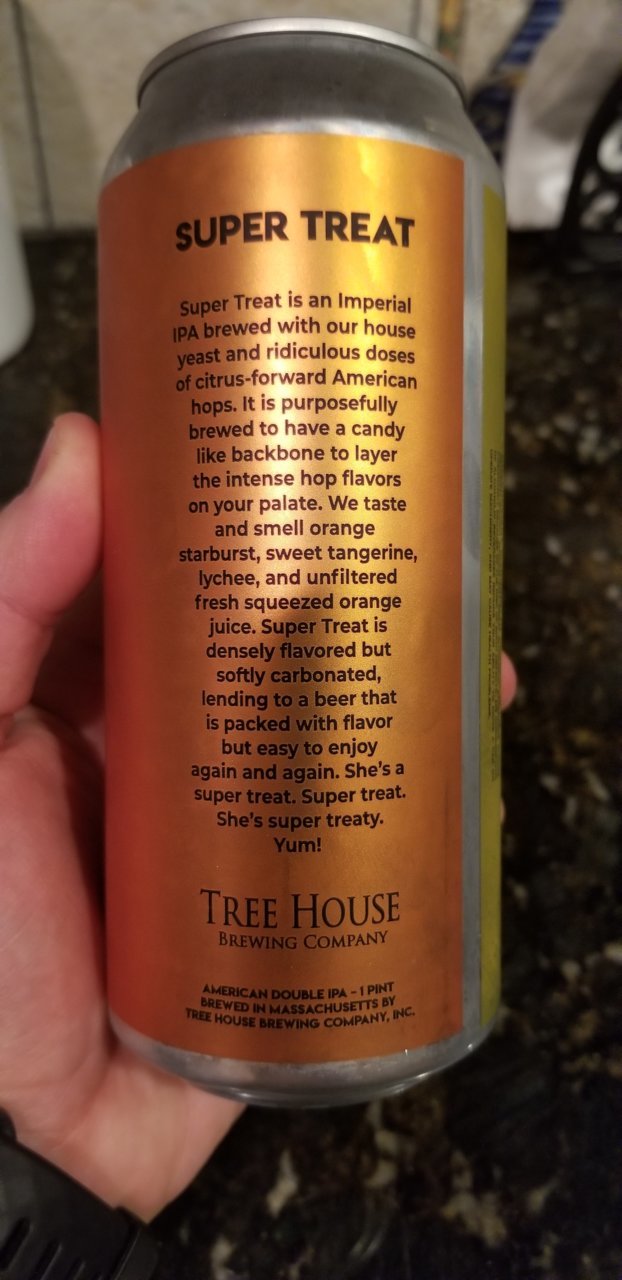 SUPER TREAT
Super Treat is an Imperial
IPA brewed with our house
yeast and ridiculous doses
of citrus-forward American
hops. It is purposefully
brewed to have a candy
like backbone to layer
the intense hop flavors
on your palate. We taste
and smell orange
starburst, sweet tangerine,
lychee, and unfiltered
fresh squeezed orange
juice. Super Treat is
densely flavored but
softly carbonated,
lending to a beer that
is packed with flavor
but easy to enjoy
again and again. She's a
super treat. Super treat.
She's super treaty.
Yum!
TREE HOUSE
BREWING COMPANY
AMERICAN DOUBLE IPA - 1 PINT
BREWED IN MASSACHUSETTS BY
TREE HOUSE BREWING COMPANY, INC.